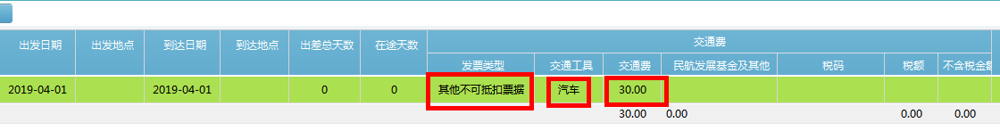 交通费
出发日期 出发地点 到达日期 到达地点 出差总天数 在途天数
发票类型 交通工具 交通费 民航发展基金及其他 税码 税额 不含税金额
2019-04-01 2019-04-01 0 0 其他不可抵扣票据 汽车 30.00
30.00 0.00 0.00 0.00